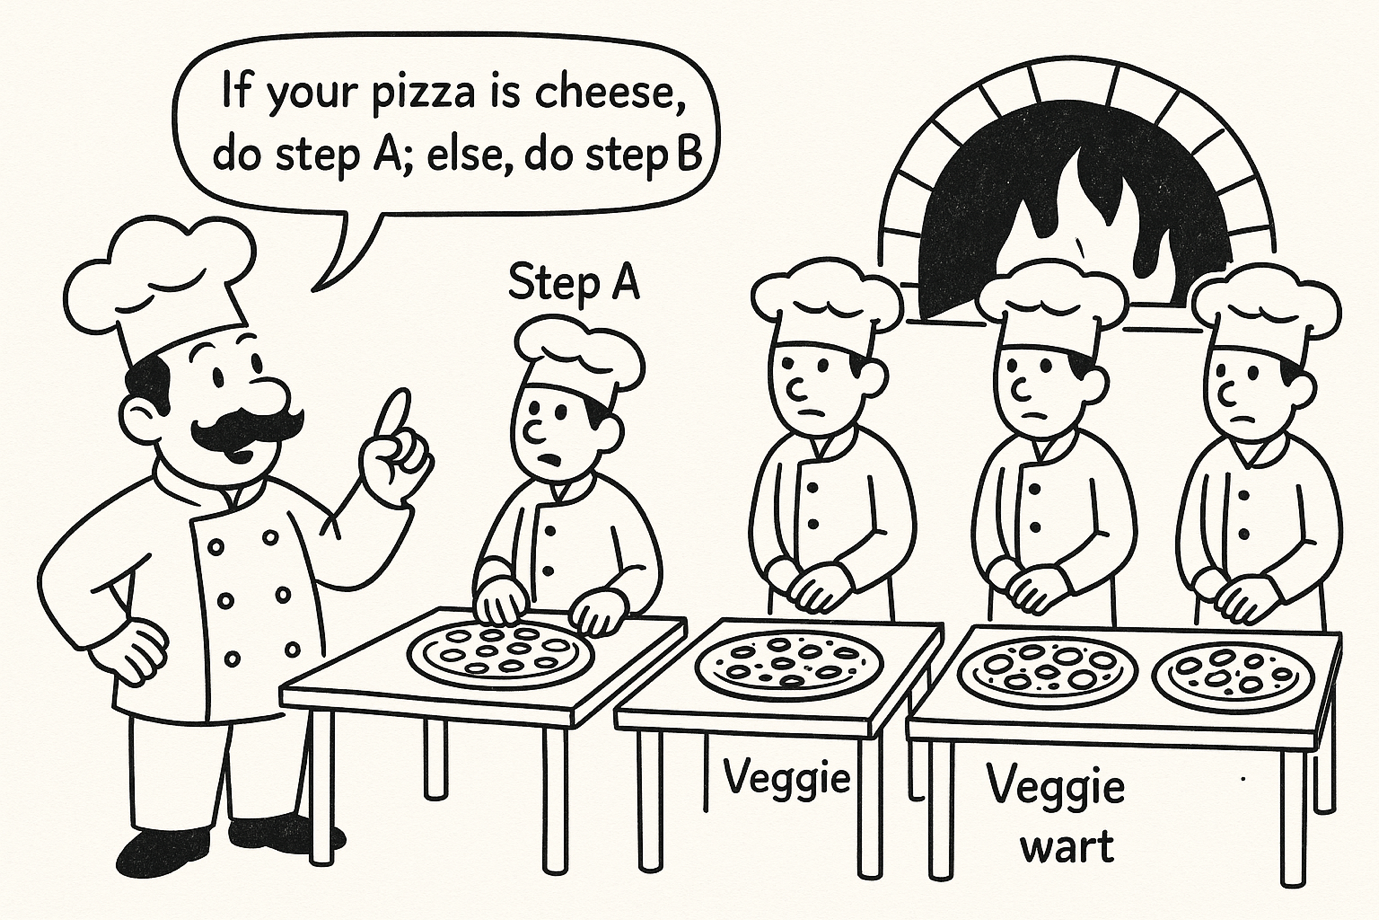 If your pizza is cheese,
do step A; else, do step B
Step A
Veggie
Veggie
wart